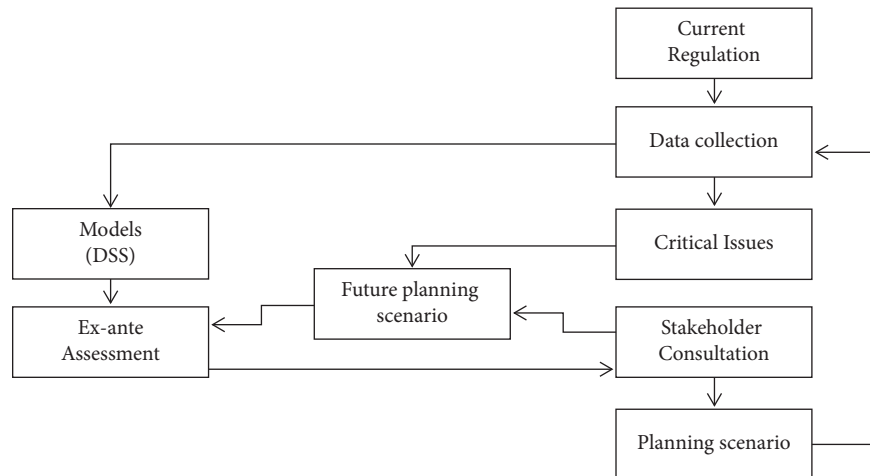 Current
Regulation
Data collection
Models
(DSS)
Critical Issues
Future planning
scenario
Ex-ante
Assessment
Stakeholder
Consultation
Planning scenario